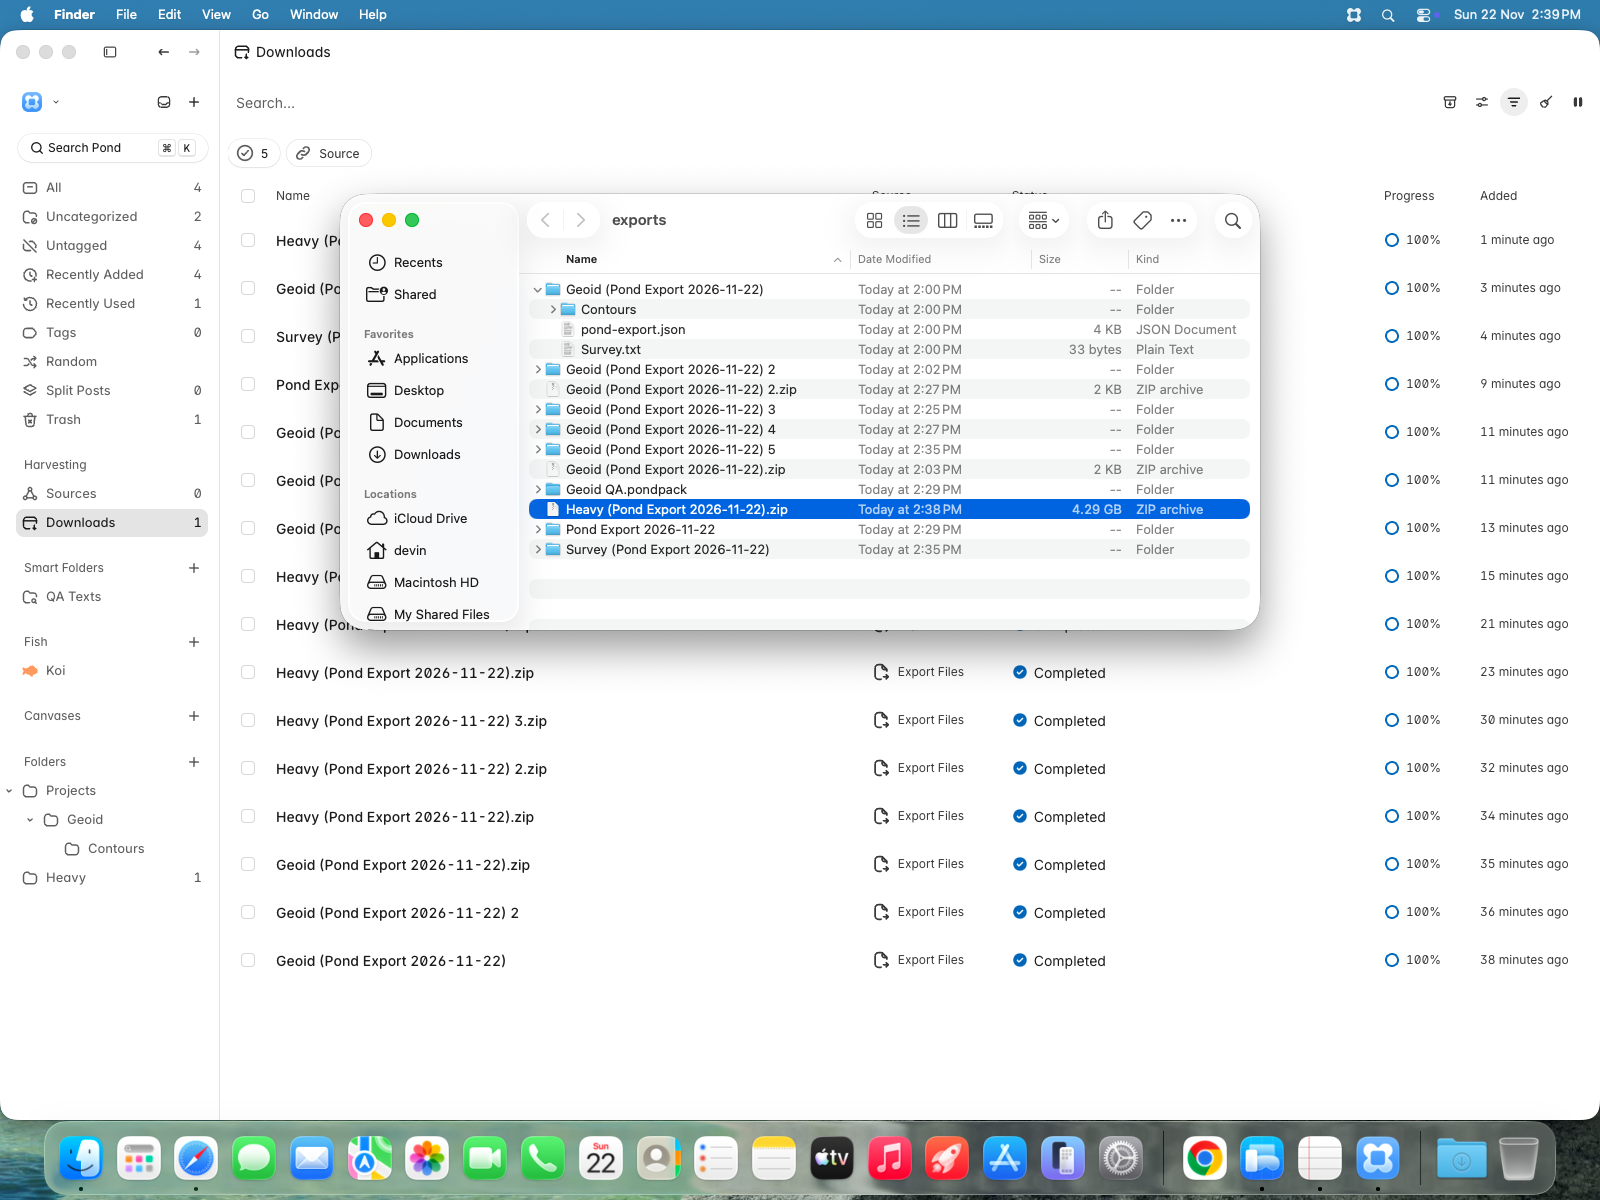 Finder File Edit View Go Window Help
Sun 22 Nov 2:39 PM
Downloads
Search...
Search Pond ⌘ K
5 Source
All 4
Uncategorized 2
Untagged 4
Recently Added 4
Recently Used 1
Tags 0
Random
Split Posts 0
Trash 1
Harvesting
Sources 0
Downloads 1
Smart Folders
QA Texts
Fish
Koi
Canvases
Folders
Projects
Geoid
Contours
Heavy 1
Name Progress Added
Heavy (Po 100% 1 minute ago
Geoid (Po 100% 3 minutes ago
Survey (P 100% 4 minutes ago
Pond Exp 100% 9 minutes ago
Geoid (Po 100% 11 minutes ago
Geoid (Po 100% 11 minutes ago
Geoid (Po 100% 13 minutes ago
Heavy (Po 100% 15 minutes ago
Heavy (Pond 100% 21 minutes ago
Heavy (Pond Export 2026-11-22).zip Export Files Completed 100% 23 minutes ago
Heavy (Pond Export 2026-11-22) 3.zip Export Files Completed 100% 30 minutes ago
Heavy (Pond Export 2026-11-22) 2.zip Export Files Completed 100% 32 minutes ago
Heavy (Pond Export 2026-11-22).zip Export Files Completed 100% 34 minutes ago
Geoid (Pond Export 2026-11-22).zip Export Files Completed 100% 35 minutes ago
Geoid (Pond Export 2026-11-22) 2 Export Files Completed 100% 36 minutes ago
Geoid (Pond Export 2026-11-22) Export Files Completed 100% 38 minutes ago
exports
Recents
Shared
Favorites
Applications
Desktop
Documents
Downloads
Locations
iCloud Drive
devin
Macintosh HD
My Shared Files
Name Date Modified Size Kind
Geoid (Pond Export 2026-11-22) Today at 2:00 PM -- Folder
Contours Today at 2:00 PM -- Folder
pond-export.json Today at 2:00 PM 4 KB JSON Document
Survey.txt Today at 2:00 PM 33 bytes Plain Text
Geoid (Pond Export 2026-11-22) 2 Today at 2:02 PM -- Folder
Geoid (Pond Export 2026-11-22) 2.zip Today at 2:27 PM 2 KB ZIP archive
Geoid (Pond Export 2026-11-22) 3 Today at 2:25 PM -- Folder
Geoid (Pond Export 2026-11-22) 4 Today at 2:27 PM -- Folder
Geoid (Pond Export 2026-11-22) 5 Today at 2:35 PM -- Folder
Geoid (Pond Export 2026-11-22).zip Today at 2:03 PM 2 KB ZIP archive
Geoid QA.pondpack Today at 2:29 PM -- Folder
Heavy (Pond Export 2026-11-22).zip Today at 2:38 PM 4.29 GB ZIP archive
Pond Export 2026-11-22 Today at 2:29 PM -- Folder
Survey (Pond Export 2026-11-22) Today at 2:35 PM -- Folder
Sun
22
tv